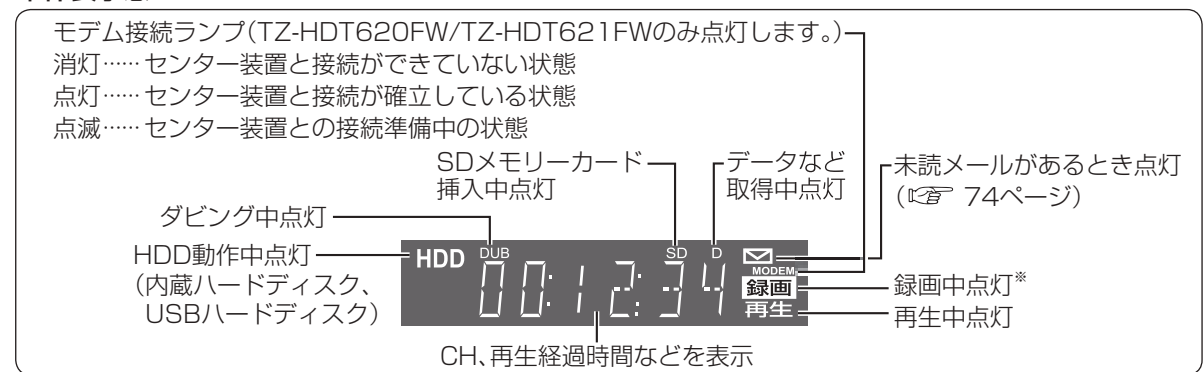 モデム接続ランプ(TZ-HDT620FW/TZ-HDT621FWのみ点灯します。)
消灯……センター装置と接続ができていない状態
点灯……センター装置と接続が確立している状態
点滅……センター装置との接続準備中の状態
SDメモリーカード
挿入中点灯
データなど
取得中点灯
未読メールがあるとき点灯
(☞ 74ページ)
ダビング中点灯
HDD動作中点灯
(内蔵ハードディスク、
USBハードディスク)
HDD
DUB
SD
D
00:12:34
MODEM
録画
再生
録画中点灯※
再生中点灯
CH、再生経過時間などを表示